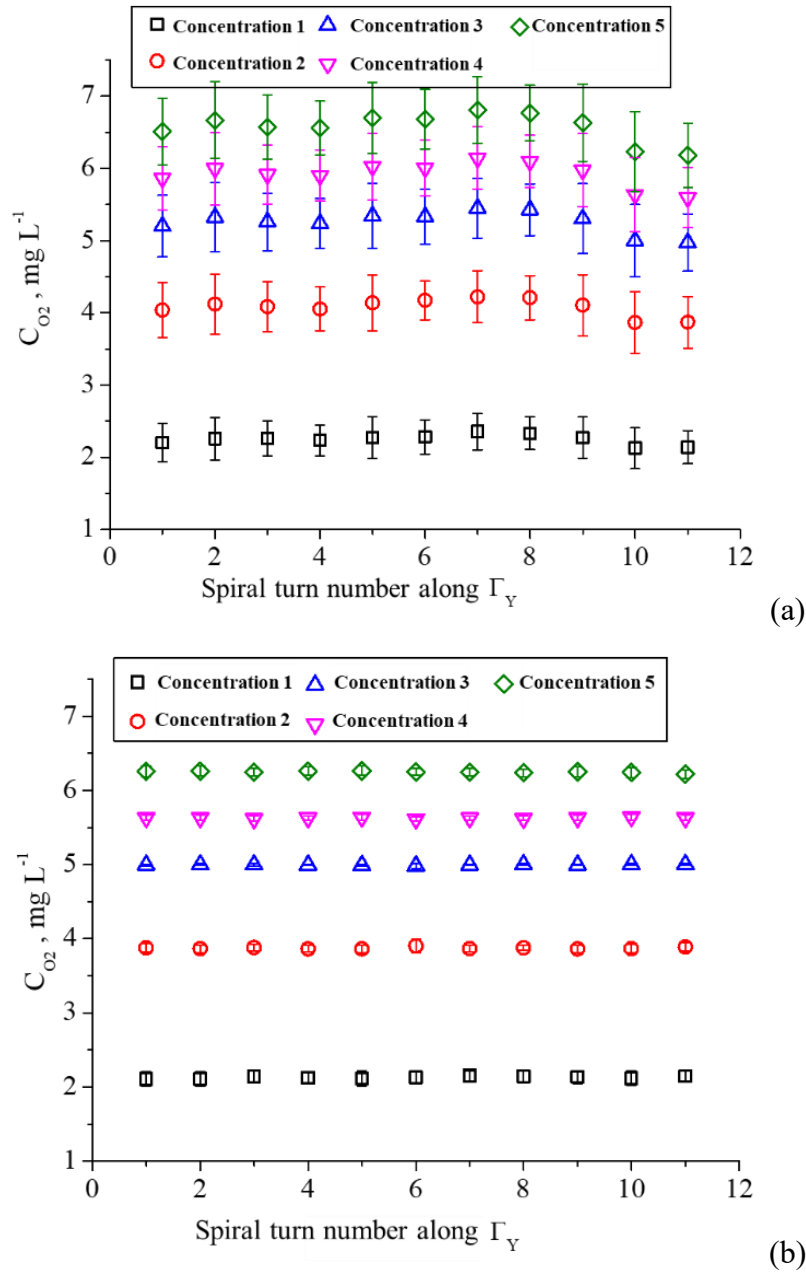 Concentration 1 Concentration 3 Concentration 5
Concentration 2 Concentration 4
7
6
5
4
3
2
1
C_O2 , mg L^-1
0 2 4 6 8 10 12
Spiral turn number along Γ_Y
(a)
Concentration 1 Concentration 3 Concentration 5
Concentration 2 Concentration 4
7
6
5
4
3
2
1
C_O2 , mg L^-1
0 2 4 6 8 10 12
Spiral turn number along Γ_Y
(b)